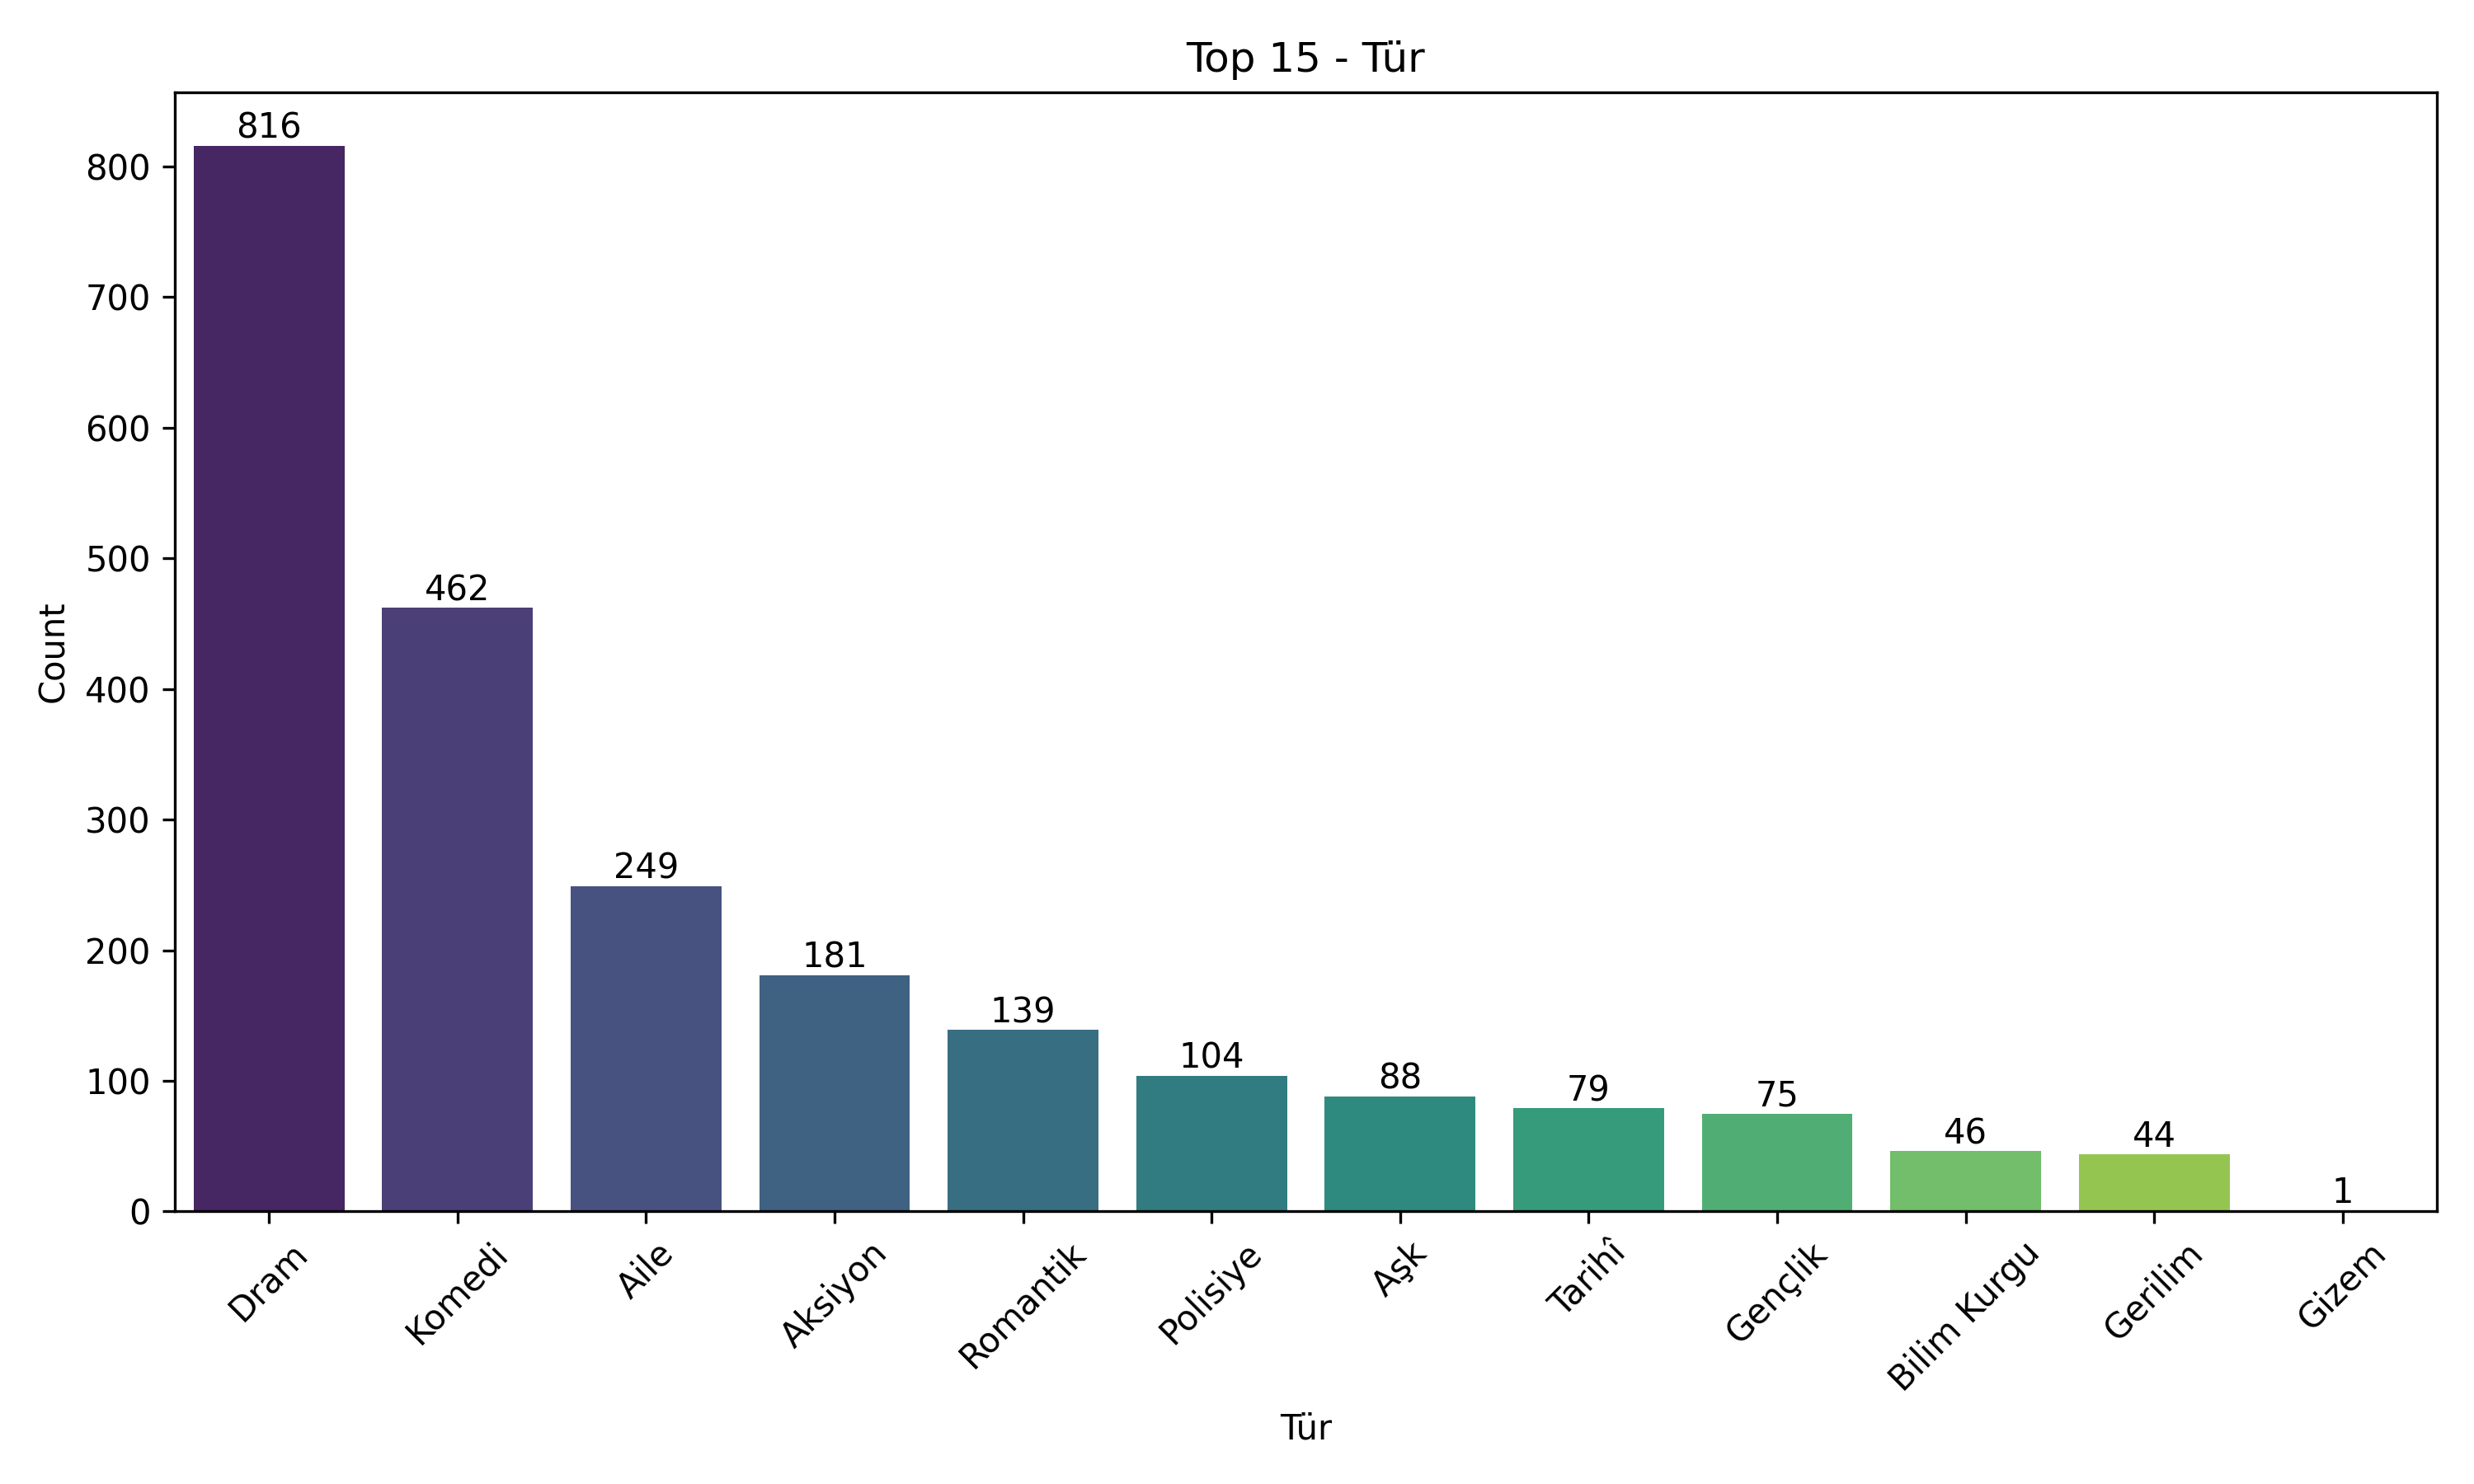 Top 15 - Tür
816
800
700
600
500
462
Count
400
300
249
200
181
139
104
100
88
79
75
46
44
1
0
Dram
Komedi
Aile
Aksiyon
Romantik
Polisiye
Aşk
Tarihî
Gençlik
Bilim Kurgu
Gerilim
Gizem
Tür